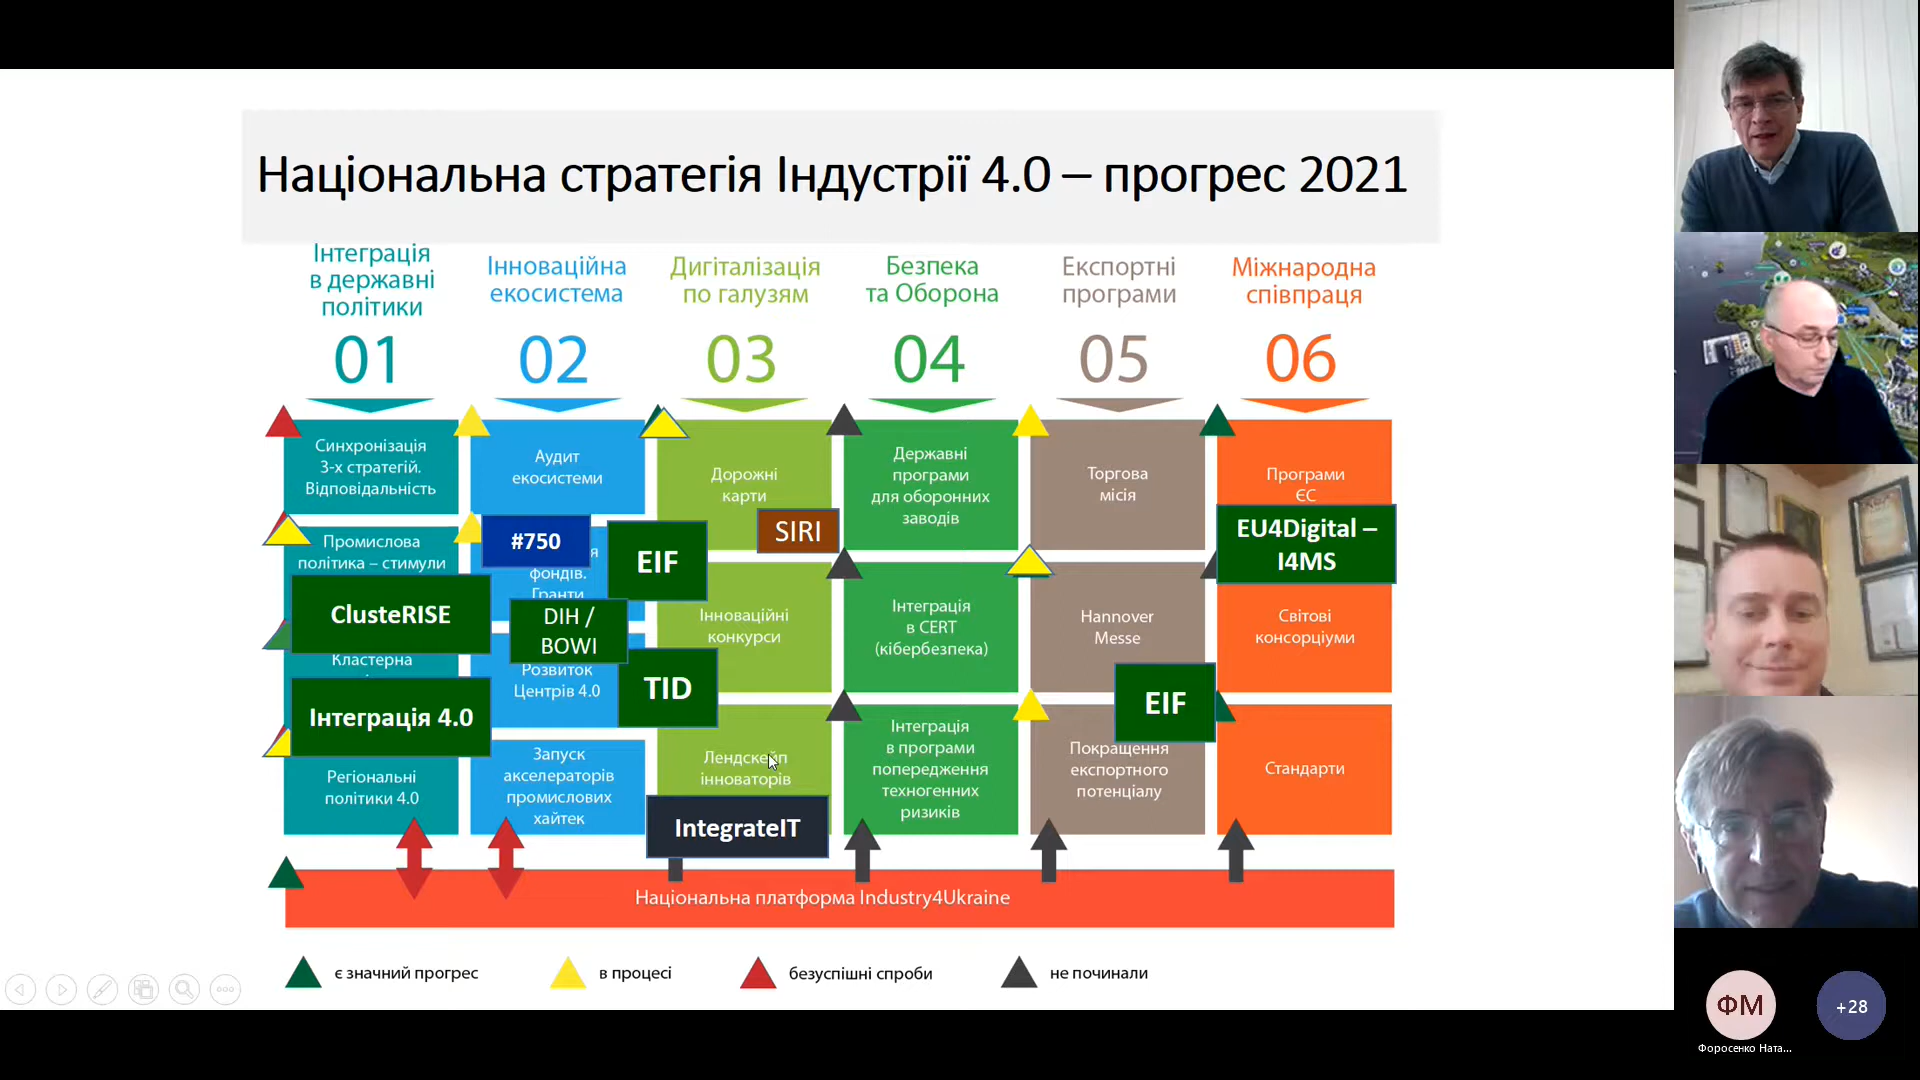 Національна стратегія Індустрії 4.0 – прогрес 2021
Інтеграція
в державні
політики
Інноваційна
екосистема
Дигіталізація
по галузям
Безпека
та Оборона
Експортні
програми
Міжнародна
співпраця
01
02
03
04
05
06
Синхронізація
3-х стратегій.
Відповідальність
Промислова
політика – стимули
ClusteRISE
Кластерна
Інтеграція 4.0
Регіональні
політики 4.0
Аудит
екосистеми
#750
фондів.
Гранти
DIH /
BOWI
Розвиток
Центрів 4.0
Запуск
акселераторів
промислових
хайтек
EIF
TID
Дорожні
карти
SIRI
Інноваційні
конкурси
Лендскейп
інноваторів
IntegrateIT
Державні
програми
для оборонних
заводів
Інтеграція
в CERT
(кібербезпека)
Інтеграція
в програми
попередження
техногенних
ризиків
Торгова
місія
Hannover
Messe
EIF
Покращення
експортного
потенціалу
Програми
ЄС
EU4Digital –
I4MS
Світові
консорціуми
Стандарти
Національна платформа Industry4Ukraine
є значний прогрес
в процесі
безуспішні спроби
не починали
ФМ
+28
Форосенко Ната...